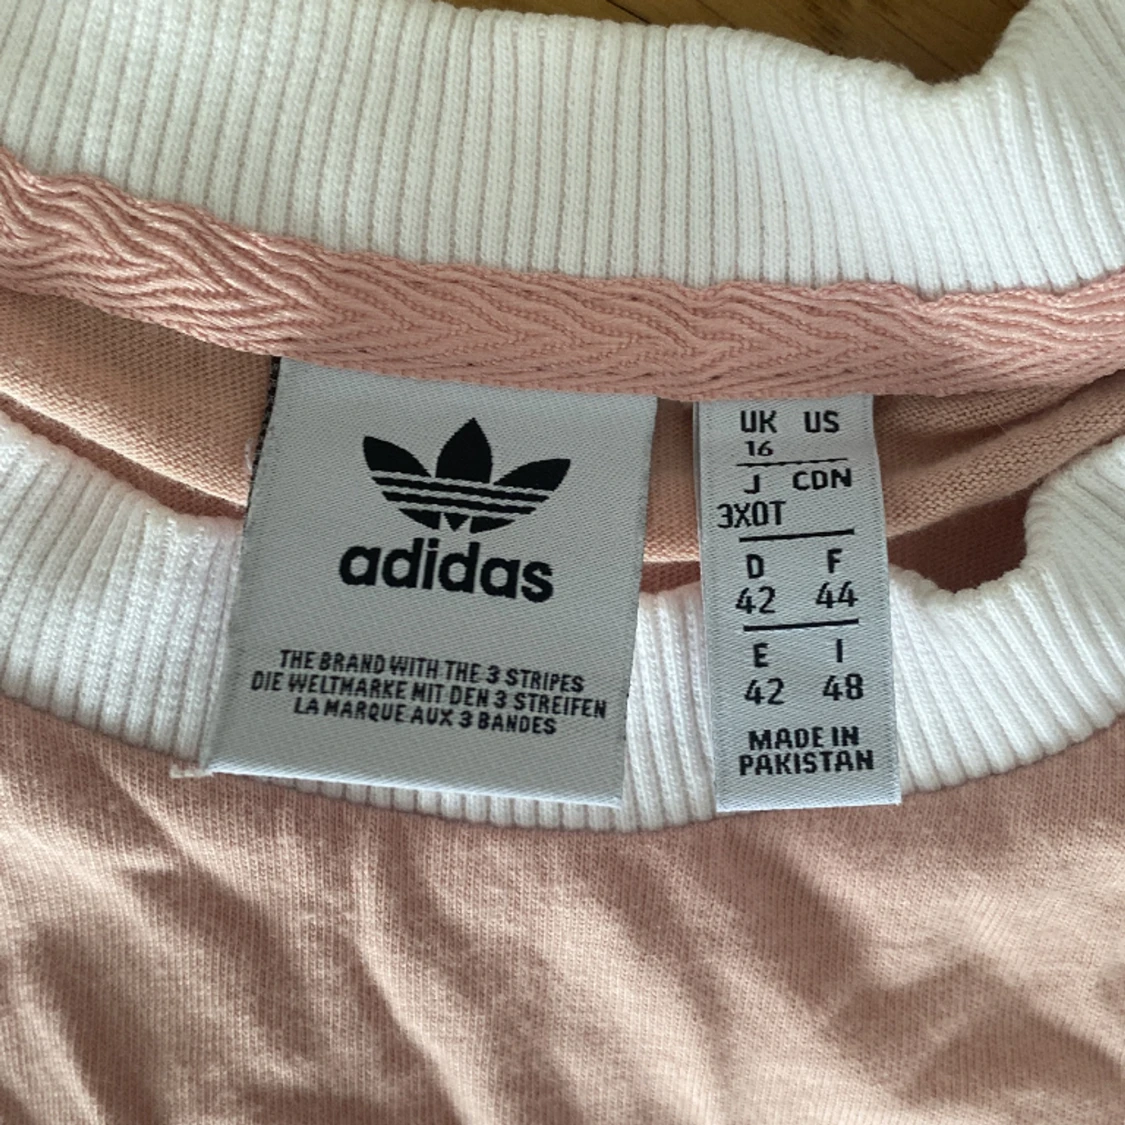 adidas
THE BRAND WITH THE 3 STRIPES
DIE WELTMARKE MIT DEN 3 STREIFEN
LA MARQUE AUX 3 BANDES
UK US
16
J CDN
3XOT
D F
42 44
E I
42 48
MADE IN
PAKISTAN